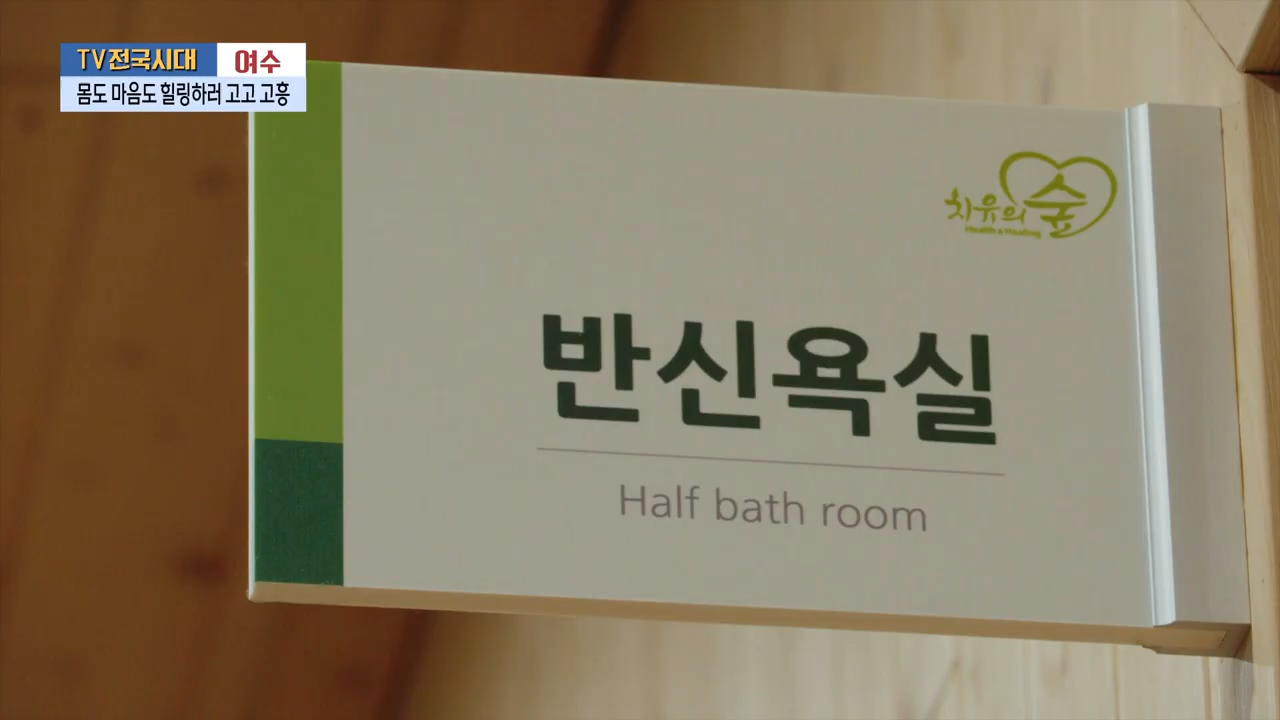 TV전국시대 여수
몸도 마음도 힐링하러 고고 고흥
치유의 숲
Health & Healing
반신욕실
Half bath room